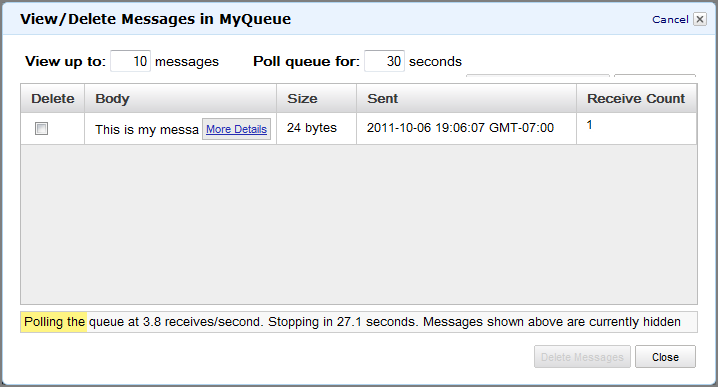 View/Delete Messages in MyQueue Cancel
View up to: 10 messages Poll queue for: 30 seconds
Delete Body Size Sent Receive Count
This is my messa More Details 24 bytes 2011-10-06 19:06:07 GMT-07:00 1
Polling the queue at 3.8 receives/second. Stopping in 27.1 seconds. Messages shown above are currently hidden
Delete Messages Close